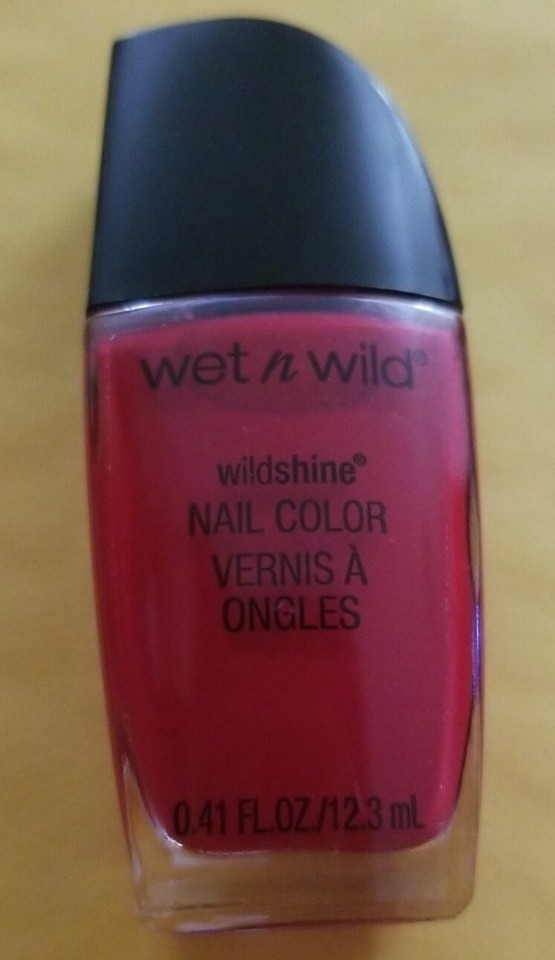 wet n wild®
wildshine®
NAIL COLOR
VERNIS À
ONGLES
0.41 FL.OZ./12.3 mL